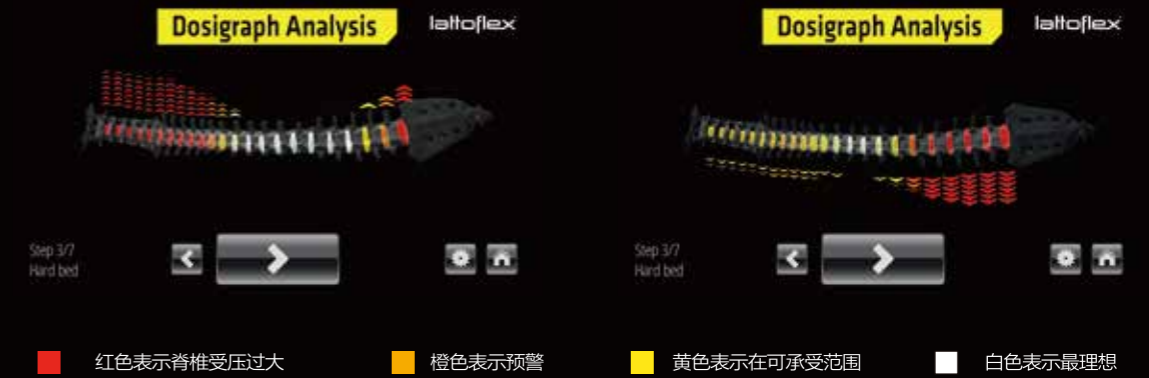 Dosigraph Analysis
lattoflex
Dosigraph Analysis
lattoflex
Step 3/7
Hard bed
Step 3/7
Hard bed
红色表示脊椎受压过大
橙色表示预警
黄色表示在可承受范围
白色表示最理想